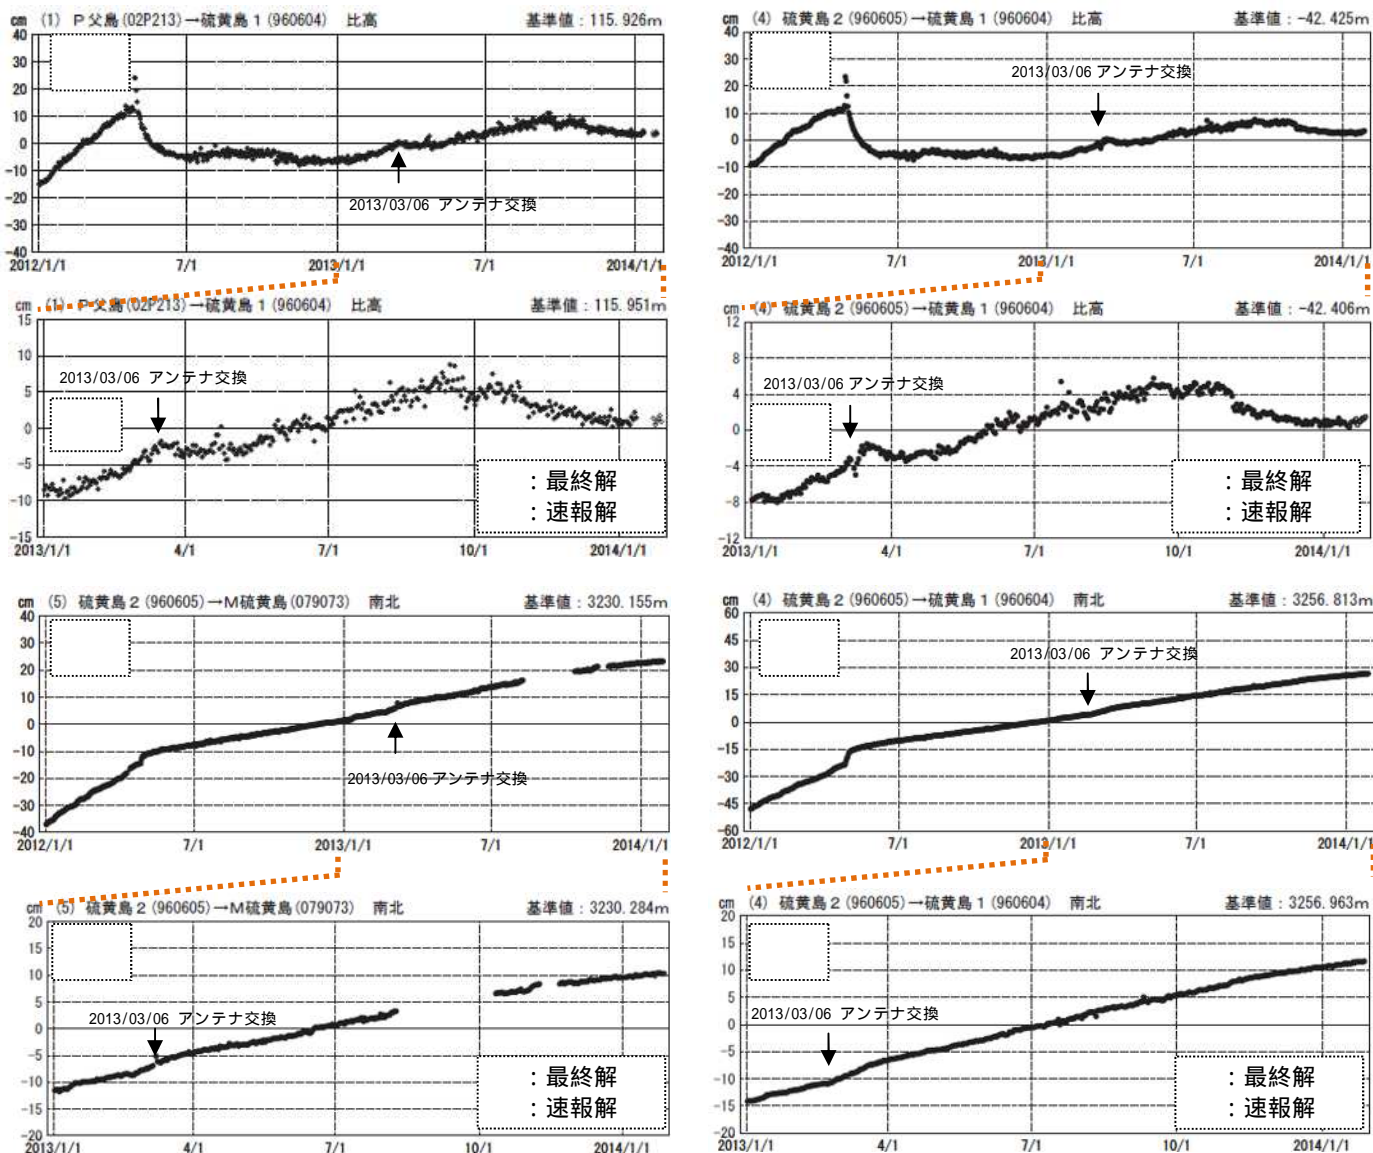 cm (1) P父島(02P213)→硫黄島1(960604) 比高 基準値：115.926m
40
30
20
10
0
-10
-20
-30
-40
2013/03/06 アンテナ交換
2012/1/1 7/1 2013/1/1 7/1 2014/1/1
cm (4) 硫黄島2(960605)→硫黄島1(960604) 比高 基準値：-42.425m
40
30
20
10
0
-10
-20
-30
-40
2013/03/06 アンテナ交換
2012/1/1 7/1 2013/1/1 7/1 2014/1/1
cm (1) P父島(02P213)→硫黄島1(960604) 比高 基準値：115.951m
15
10
5
0
-5
-10
-15
2013/03/06 アンテナ交換
：最終解
：速報解
2013/1/1 4/1 7/1 10/1 2014/1/1
cm (4) 硫黄島2(960605)→硫黄島1(960604) 比高 基準値：-42.406m
12
8
4
0
-4
-8
-12
2013/03/06 アンテナ交換
：最終解
：速報解
2013/1/1 4/1 7/1 10/1 2014/1/1
cm (5) 硫黄島2(960605)→M硫黄島(079073) 南北 基準値：3230.155m
40
30
20
10
0
-10
-20
-30
-40
2013/03/06 アンテナ交換
2012/1/1 7/1 2013/1/1 7/1 2014/1/1
cm (4) 硫黄島2(960605)→硫黄島1(960604) 南北 基準値：3256.813m
60
45
30
15
0
-15
-30
-45
-60
2013/03/06 アンテナ交換
2012/1/1 7/1 2013/1/1 7/1 2014/1/1
cm (5) 硫黄島2(960605)→M硫黄島(079073) 南北 基準値：3230.284m
20
15
10
5
0
-5
-10
-15
-20
2013/03/06 アンテナ交換
：最終解
：速報解
2013/1/1 4/1 7/1 10/1 2014/1/1
cm (4) 硫黄島2(960605)→硫黄島1(960604) 南北 基準値：3256.963m
20
15
10
5
0
-5
-10
-15
-20
2013/03/06 アンテナ交換
：最終解
：速報解
2013/1/1 4/1 7/1 10/1 2014/1/1